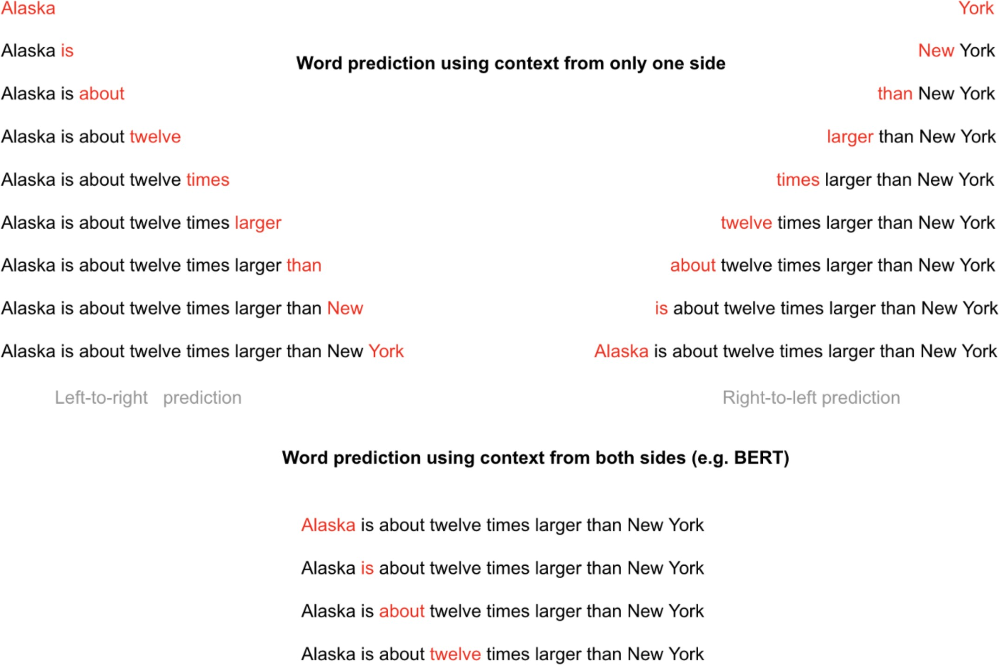 Alaska
Alaska is
Alaska is about
Alaska is about twelve
Alaska is about twelve times
Alaska is about twelve times larger
Alaska is about twelve times larger than
Alaska is about twelve times larger than New
Alaska is about twelve times larger than New York
Left-to-right prediction
Word prediction using context from only one side
York
New York
than New York
larger than New York
times larger than New York
twelve times larger than New York
about twelve times larger than New York
is about twelve times larger than New York
Alaska is about twelve times larger than New York
Right-to-left prediction
Word prediction using context from both sides (e.g. BERT)
Alaska is about twelve times larger than New York
Alaska is about twelve times larger than New York
Alaska is about twelve times larger than New York
Alaska is about twelve times larger than New York